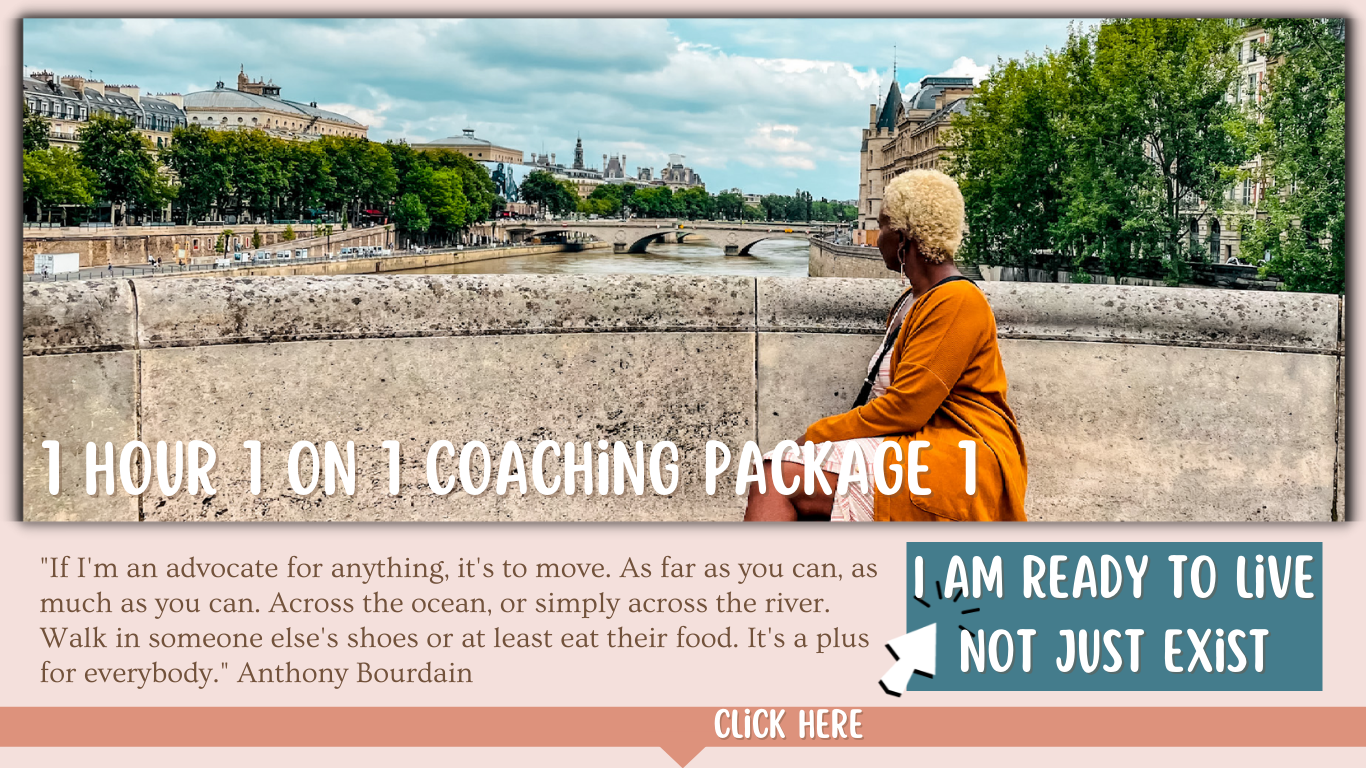 1 HOUR 1 ON 1 COACHiNG PACKAGE 1
"If I'm an advocate for anything, it's to move. As far as you can, as
much as you can. Across the ocean, or simply across the river.
Walk in someone else's shoes or at least eat their food. It's a plus
for everybody." Anthony Bourdain
I AM READY TO LiVE
NOT JUST EXiST
CLiCK HERE